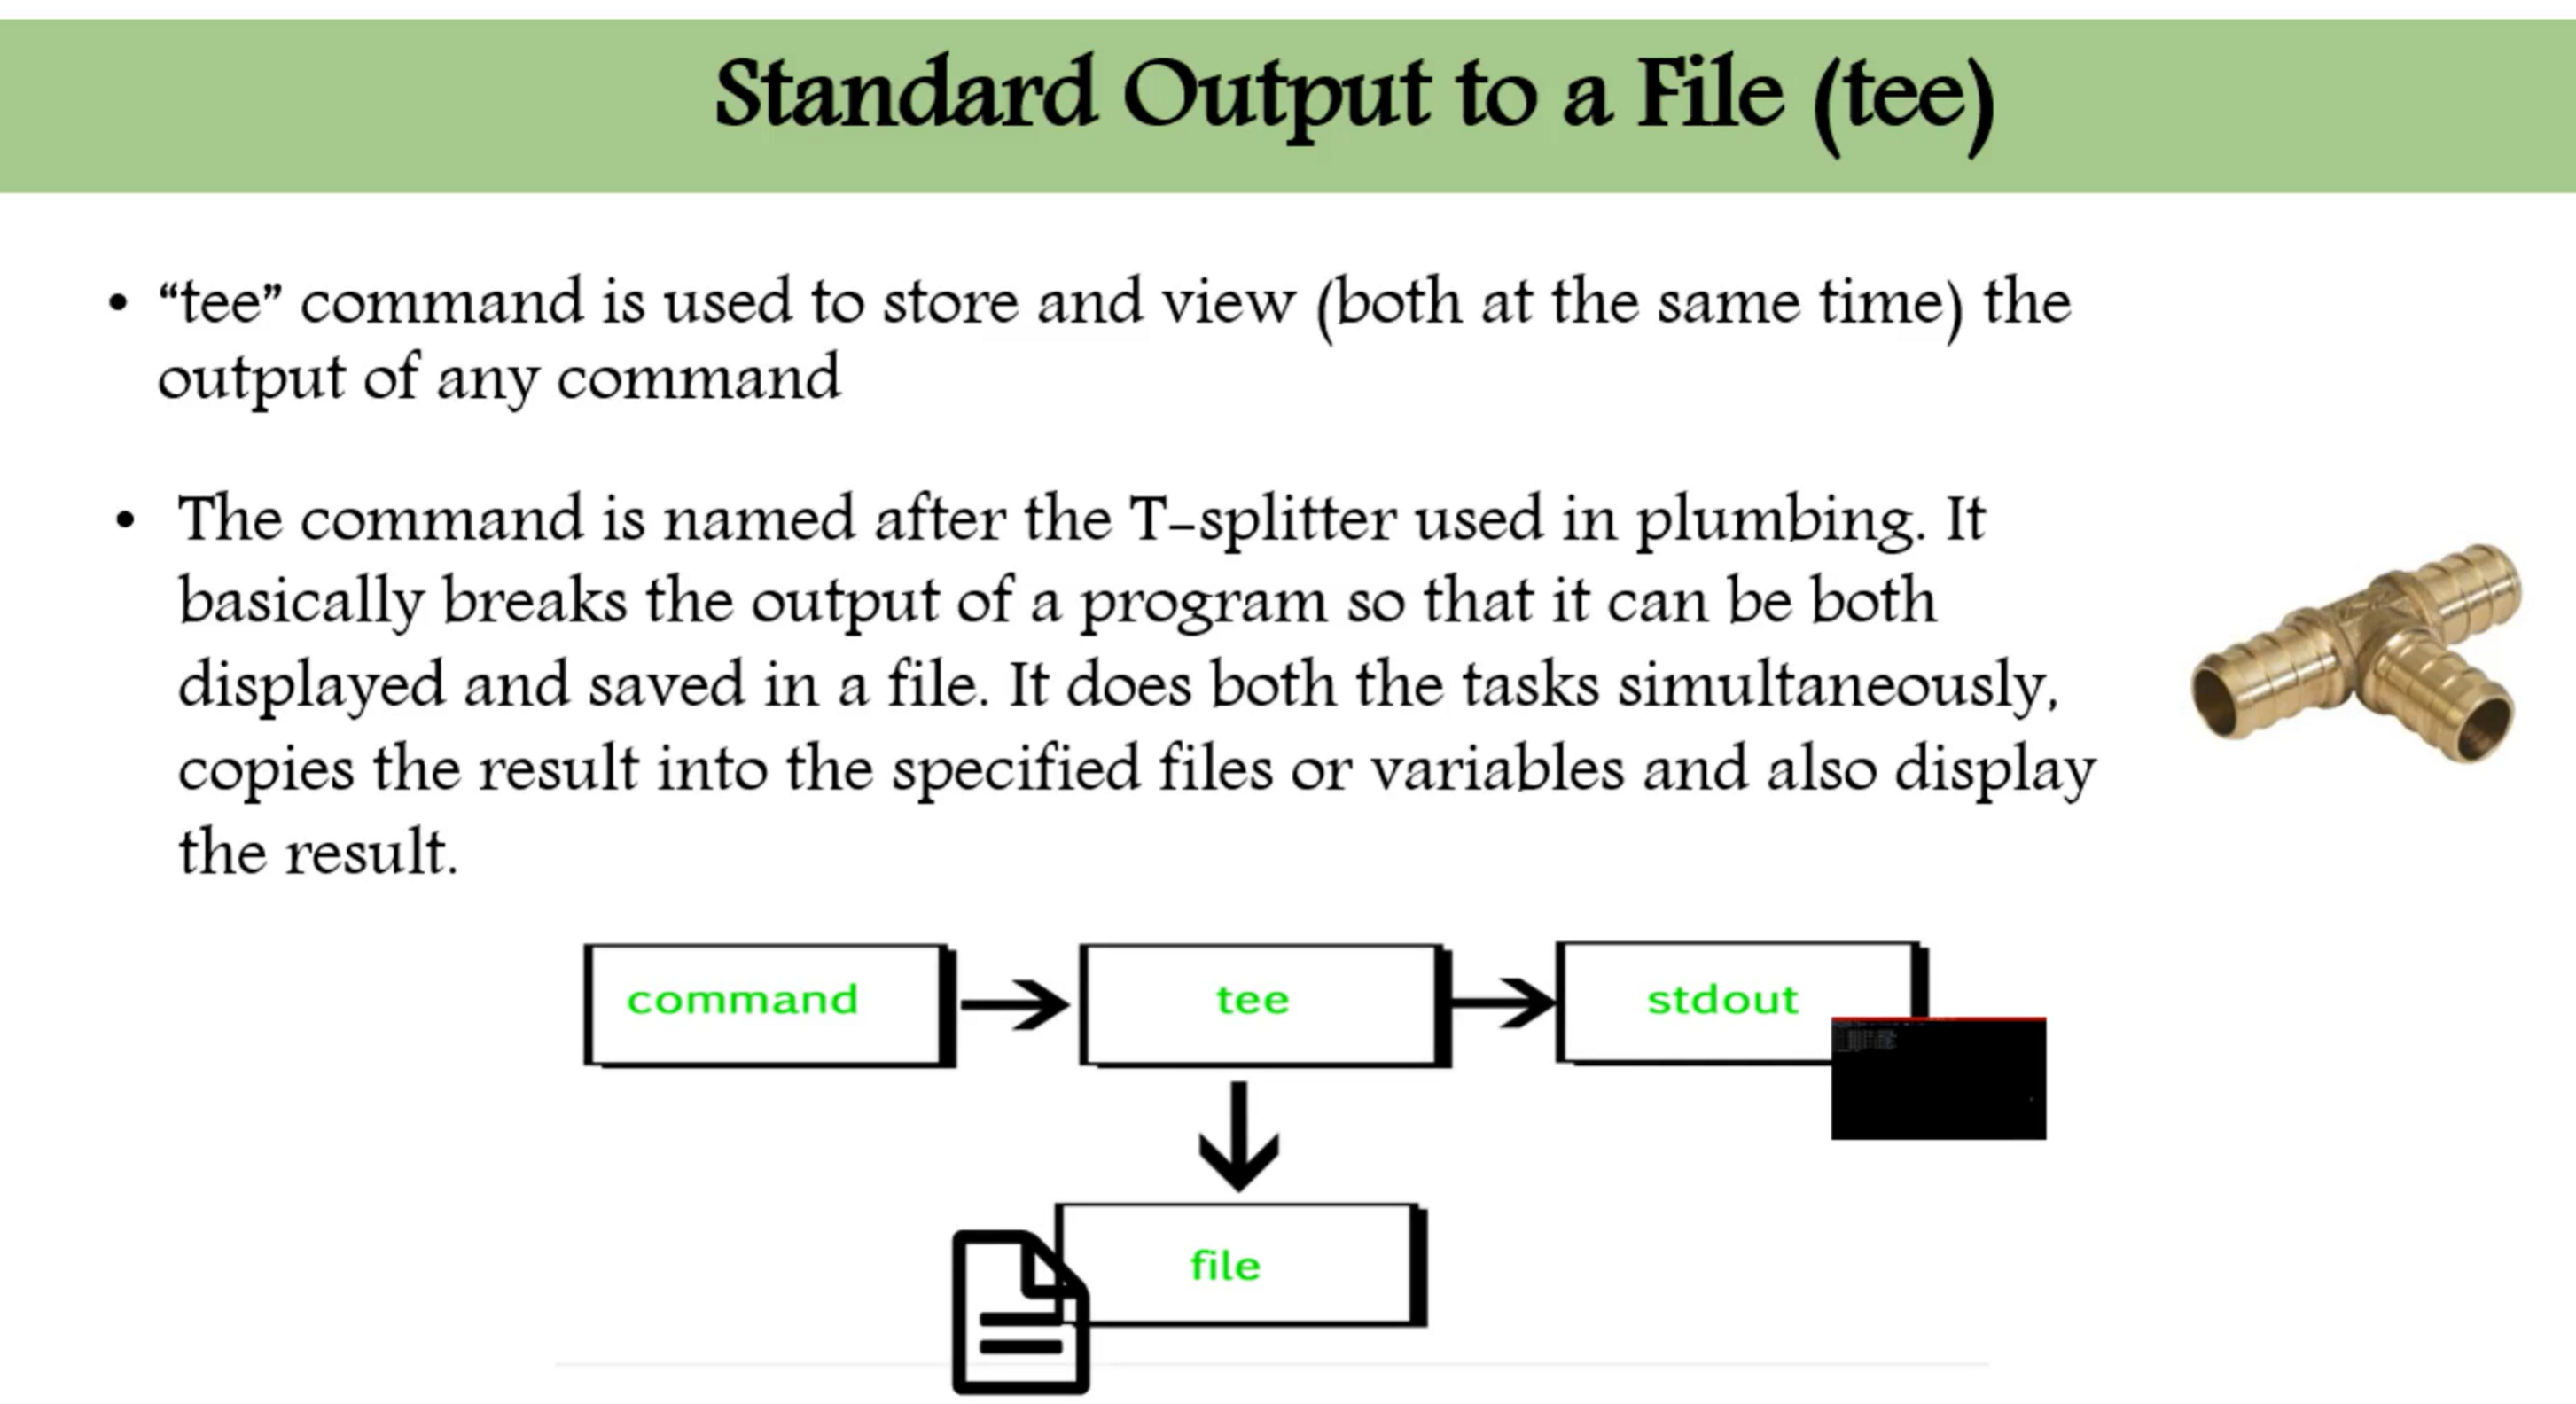 Standard Output to a File (tee)
• “tee” command is used to store and view (both at the same time) the
output of any command
• The command is named after the T-splitter used in plumbing. It
basically breaks the output of a program so that it can be both
displayed and saved in a file. It does both the tasks simultaneously,
copies the result into the specified files or variables and also display
the result.
command
tee
stdout
file